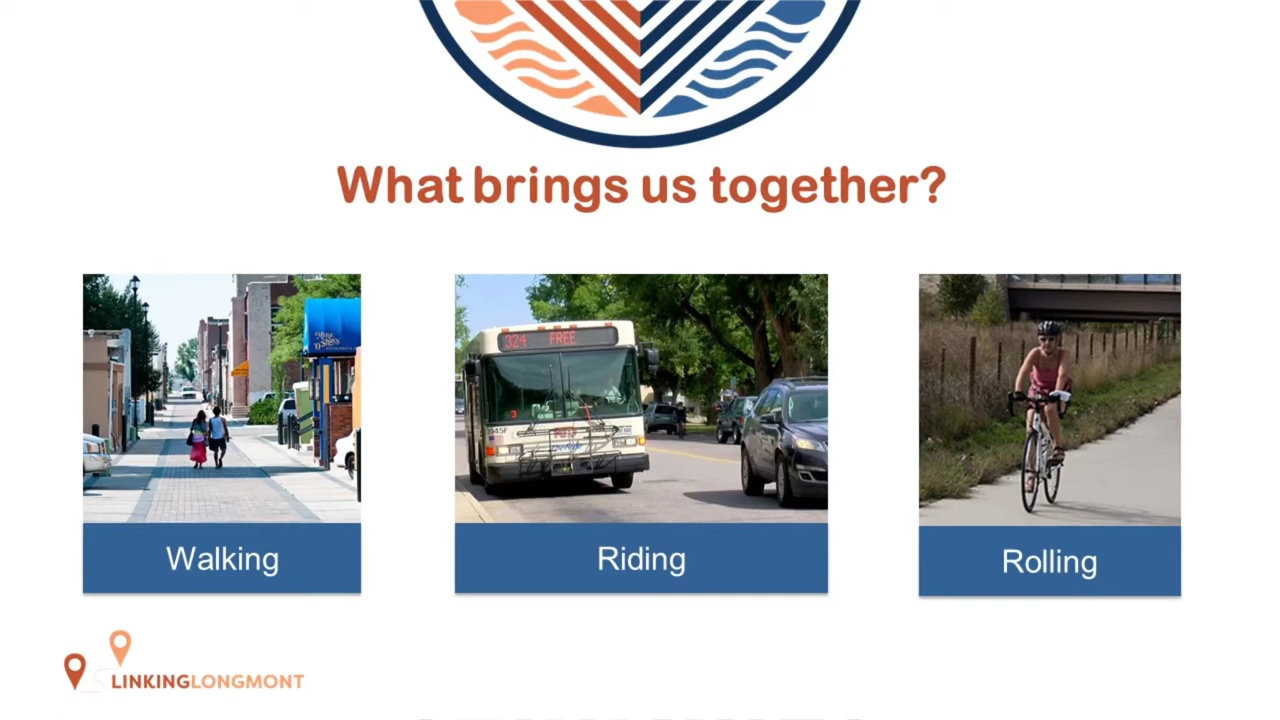 What brings us together?
324 FREE
Walking
Riding
Rolling
LINKINGLONGMONT